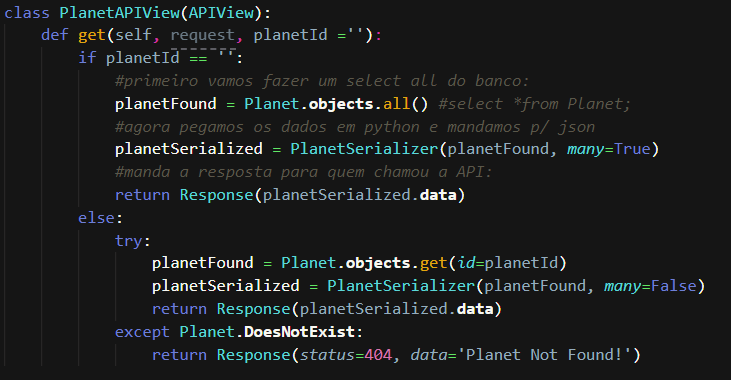 class PlanetAPIView(APIView):
    def get(self, request, planetId =''):
        if planetId == '':
            #primeiro vamos fazer um select all do banco:
            planetFound = Planet.objects.all() #select *from Planet;
            #agora pegamos os dados em python e mandamos p/ json
            planetSerialized = PlanetSerializer(planetFound, many=True)
            #manda a resposta para quem chamou a API:
            return Response(planetSerialized.data)
        else:
            try:
                planetFound = Planet.objects.get(id=planetId)
                planetSerialized = PlanetSerializer(planetFound, many=False)
                return Response(planetSerialized.data)
            except Planet.DoesNotExist:
                return Response(status=404, data='Planet Not Found!')